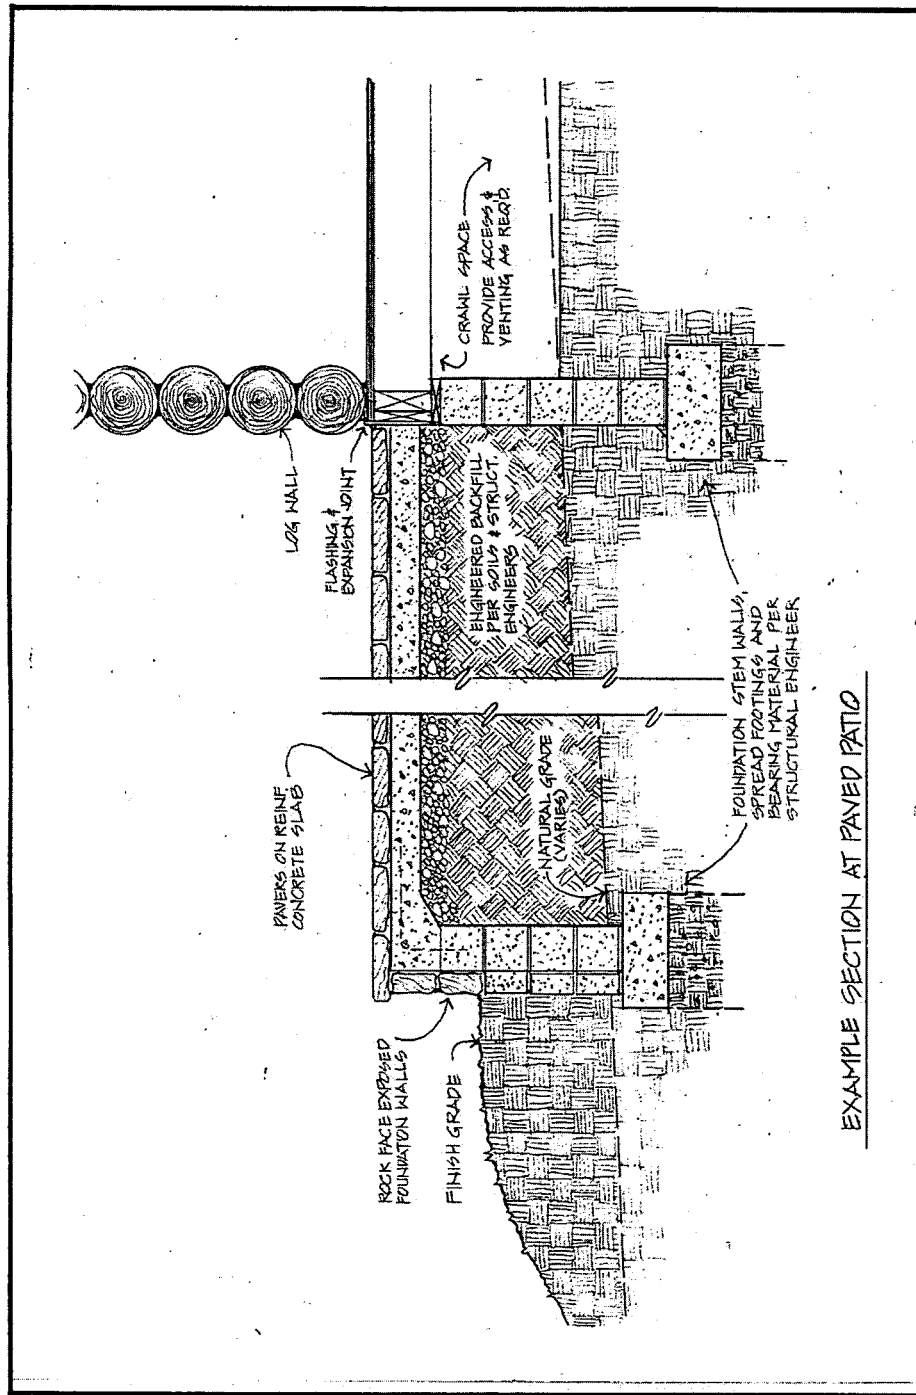 LOG WALL
FLASHING &
EXPANSION JOINT
CRAWL SPACE
PROVIDE ACCESS &
VENTING AS REQ'D.
PAVERS ON REINF.
CONCRETE SLAB
ENGINEERED BACKFILL
PER SOILS & STRUCT.
ENGINEERS
NATURAL GRADE
(VARIES)
ROCK FACE EXPOSED
FOUNDATION WALLS
FINISH GRADE
FOUNDATION STEM WALLS,
SPREAD FOOTINGS AND
BEARING MATERIAL PER
STRUCTURAL ENGINEER
EXAMPLE SECTION AT PAVED PATIO